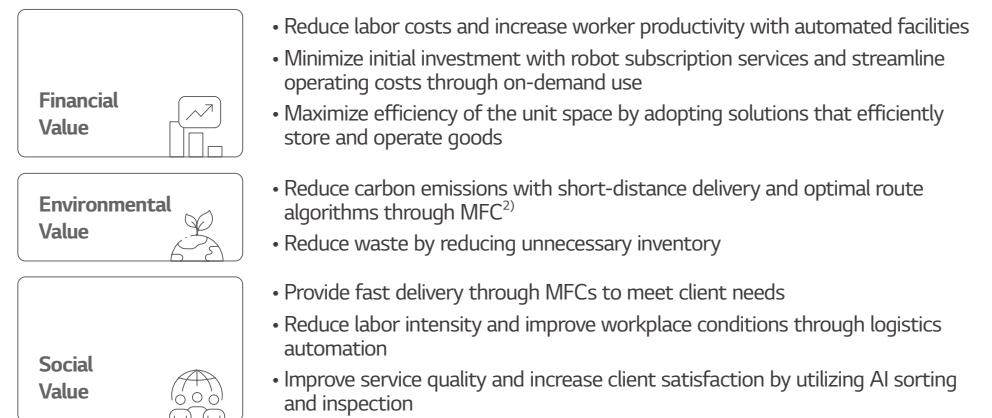 Financial
Value
• Reduce labor costs and increase worker productivity with automated facilities
• Minimize initial investment with robot subscription services and streamline
operating costs through on-demand use
• Maximize efficiency of the unit space by adopting solutions that efficiently
store and operate goods
Environmental
Value
• Reduce carbon emissions with short-distance delivery and optimal route
algorithms through MFC2)
• Reduce waste by reducing unnecessary inventory
Social
Value
• Provide fast delivery through MFCs to meet client needs
• Reduce labor intensity and improve workplace conditions through logistics
automation
• Improve service quality and increase client satisfaction by utilizing AI sorting
and inspection